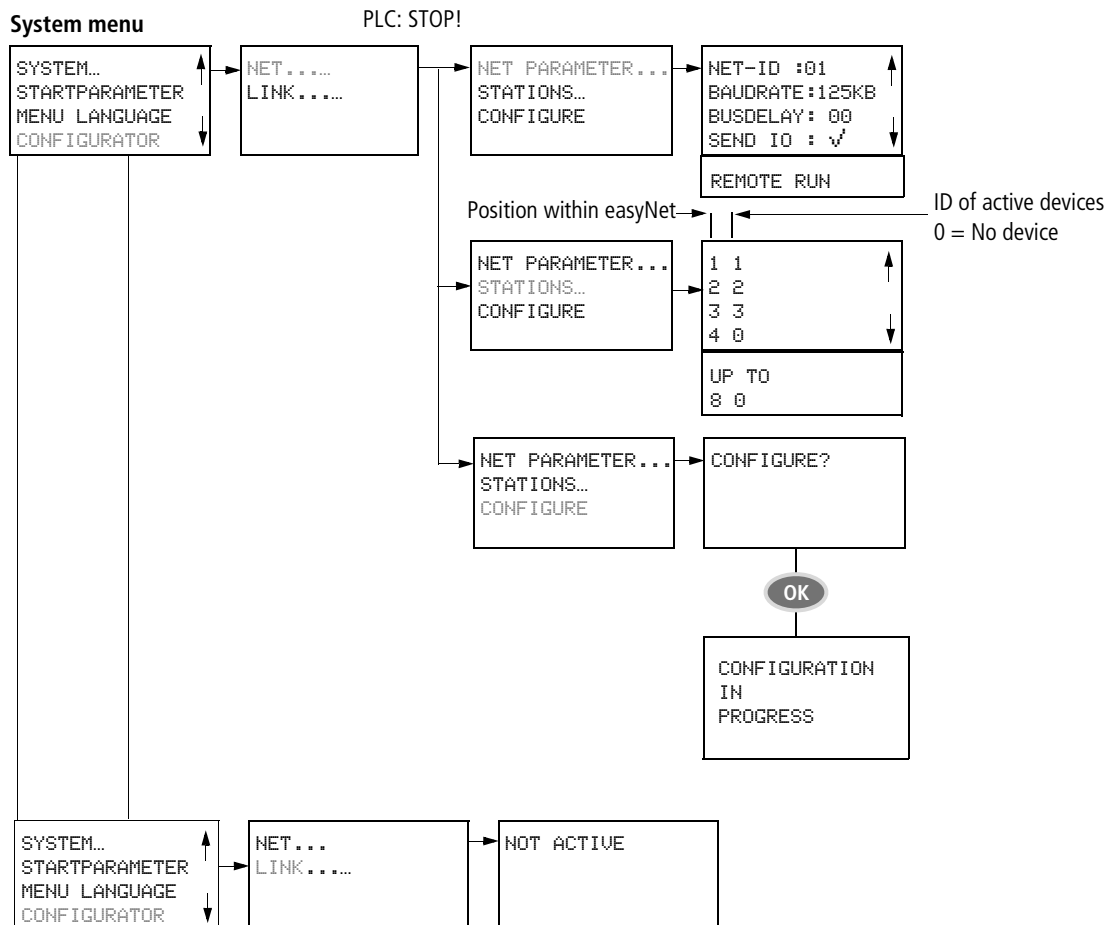 System menu
PLC: STOP!
SYSTEM…
STARTPARAMETER
MENU LANGUAGE
CONFIGURATOR
NET...…
LINK...…
NET PARAMETER...
STATIONS…
CONFIGURE
NET-ID :01
BAUDRATE:125KB
BUSDELAY: 00
SEND IO : √
REMOTE RUN
Position within easyNet
ID of active devices
0 = No device
NET PARAMETER...
STATIONS…
CONFIGURE
1 1
2 2
3 3
4 0
UP TO
8 0
NET PARAMETER...
STATIONS…
CONFIGURE
CONFIGURE?
OK
CONFIGURATION
IN
PROGRESS
SYSTEM…
STARTPARAMETER
MENU LANGUAGE
CONFIGURATOR
NET...
LINK...…
NOT ACTIVE